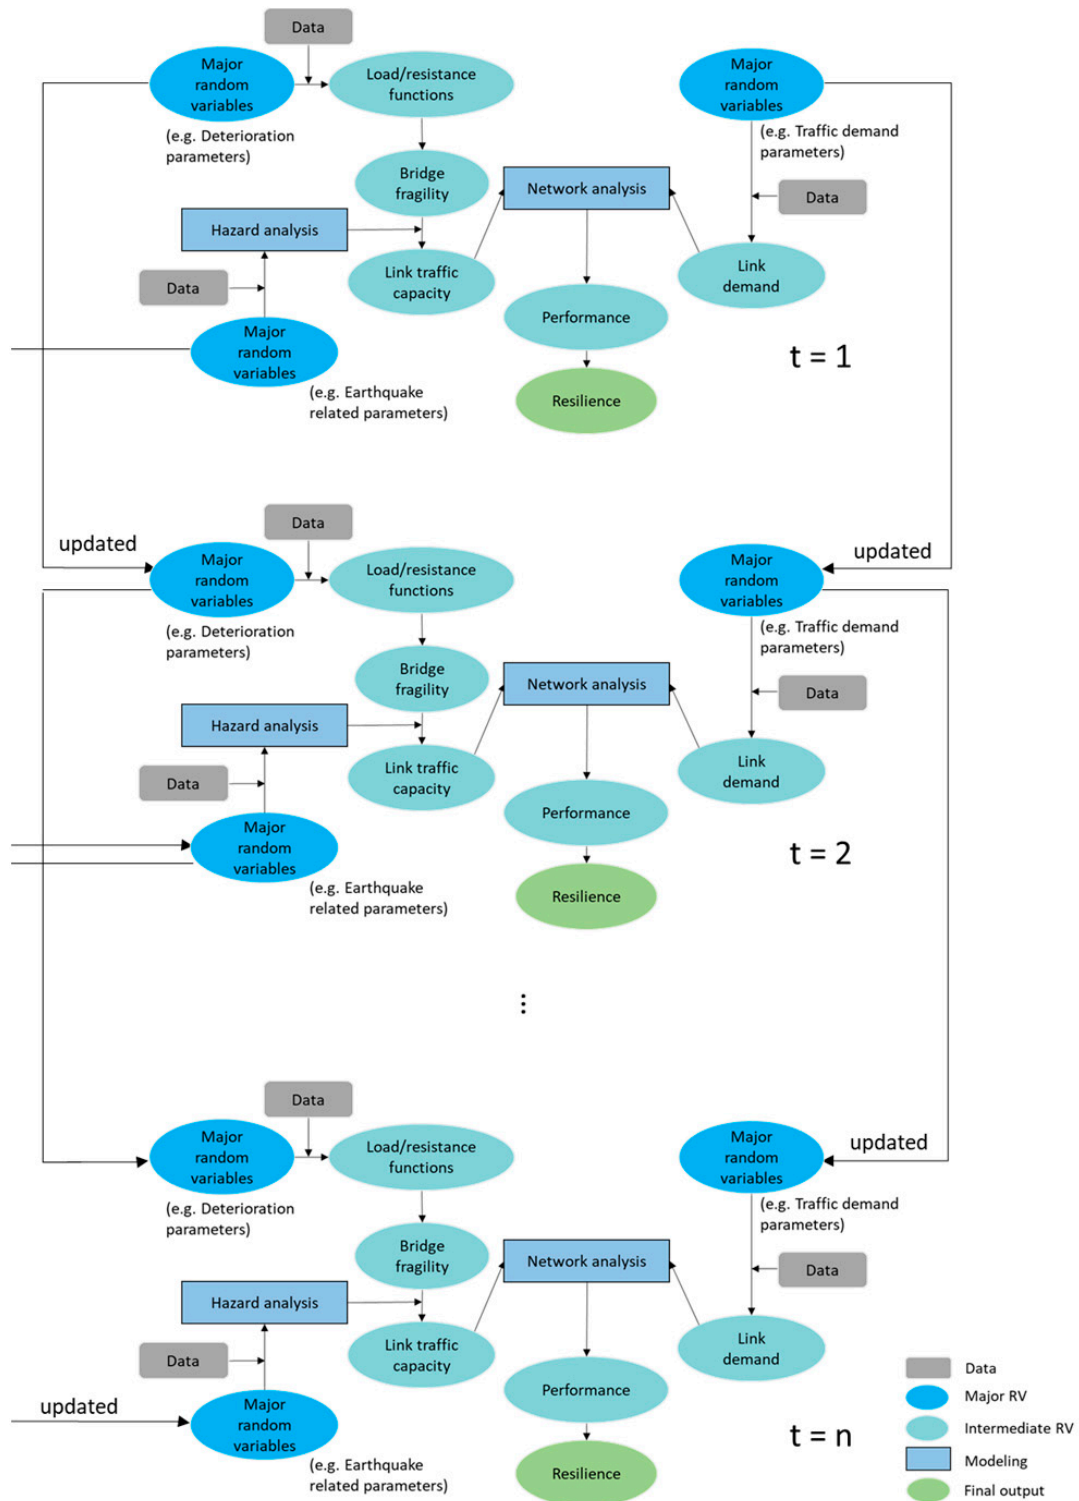 Data
Major
random
variables
Load/resistance
functions
Major
random
variables
(e.g. Deterioration
parameters)
(e.g. Traffic demand
parameters)
Bridge
fragility
Network analysis
Data
Hazard analysis
Link traffic
capacity
Link
demand
Data
Performance
Major
random
variables
t = 1
(e.g. Earthquake
related parameters)
Resilience
Data
updated
Major
random
variables
Load/resistance
functions
Major
random
variables
updated
(e.g. Deterioration
parameters)
(e.g. Traffic demand
parameters)
Bridge
fragility
Network analysis
Data
Hazard analysis
Link traffic
capacity
Link
demand
Data
Performance
Major
random
variables
t = 2
(e.g. Earthquake
related parameters)
Resilience
⋮
Data
Major
random
variables
Load/resistance
functions
Major
random
variables
updated
(e.g. Deterioration
parameters)
(e.g. Traffic demand
parameters)
Bridge
fragility
Network analysis
Data
Hazard analysis
Link traffic
capacity
Link
demand
Data
Performance
updated
Major
random
variables
t = n
(e.g. Earthquake
related parameters)
Resilience
Data
Major RV
Intermediate RV
Modeling
Final output